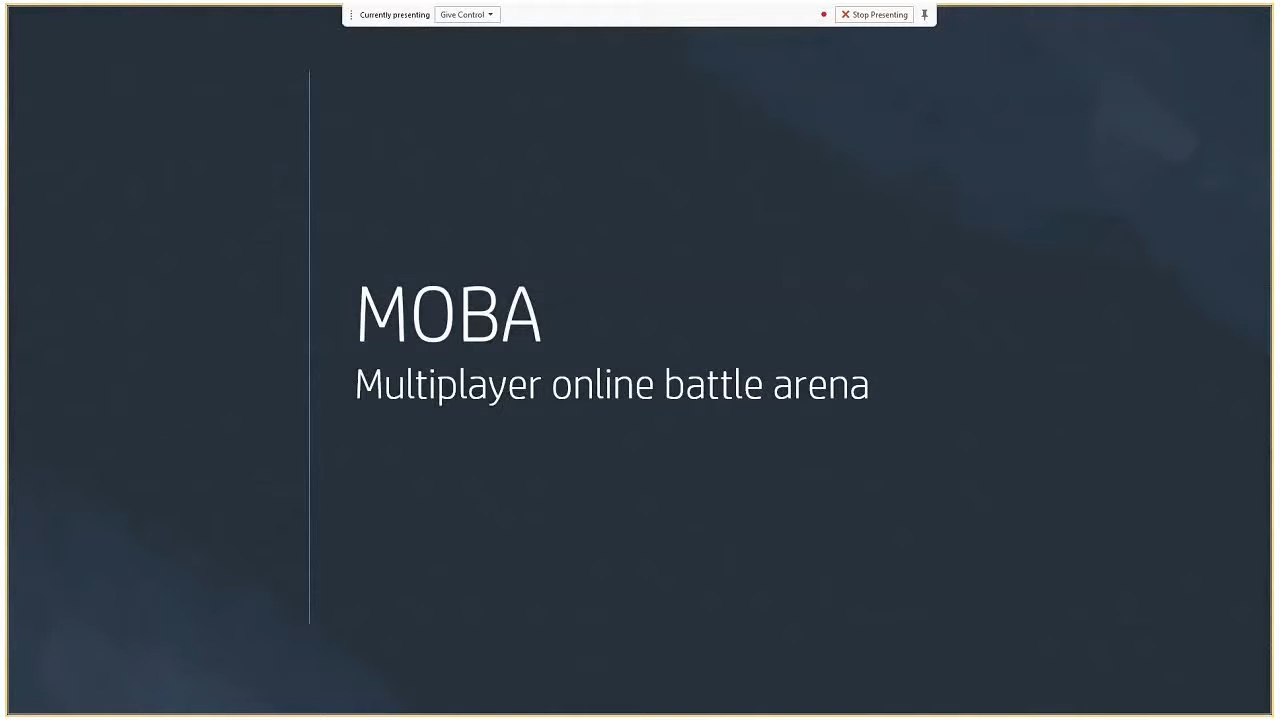 Currently presenting Give Control Stop Presenting
MOBA
Multiplayer online battle arena